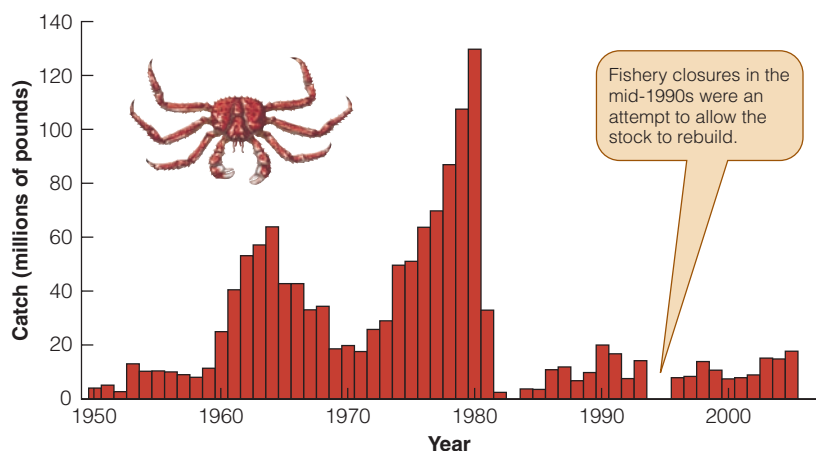 140
120
100
80
60
40
20
0
Catch (millions of pounds)
Fishery closures in the
mid-1990s were an
attempt to allow the
stock to rebuild.
1950 1960 1970 1980 1990 2000
Year